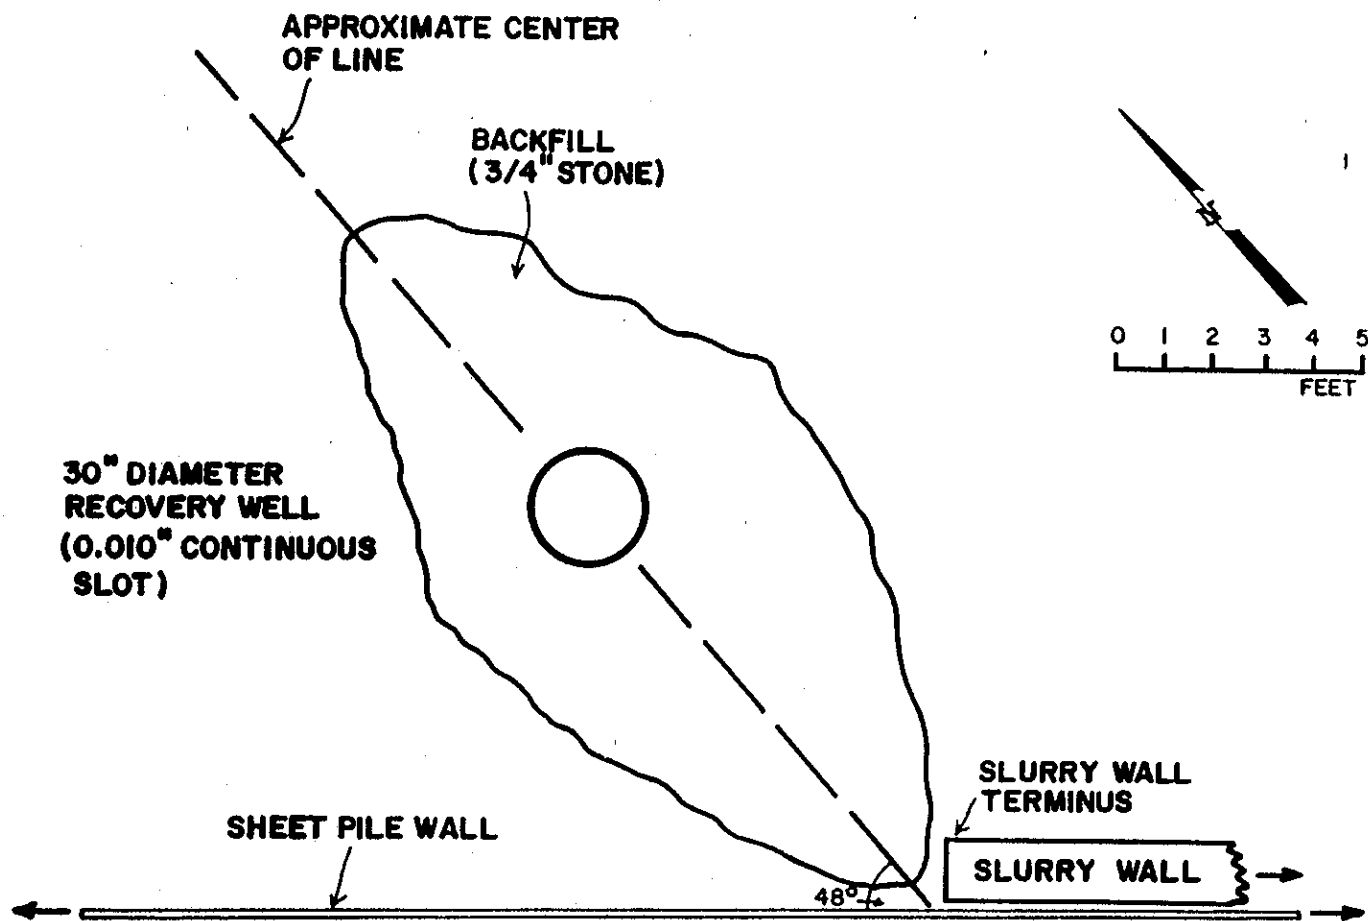 APPROXIMATE CENTER
OF LINE
BACKFILL
(3/4" STONE)
N
0 1 2 3 4 5
FEET
30" DIAMETER
RECOVERY WELL
(0.010" CONTINUOUS
SLOT)
SLURRY WALL
TERMINUS
SHEET PILE WALL
SLURRY WALL
48°